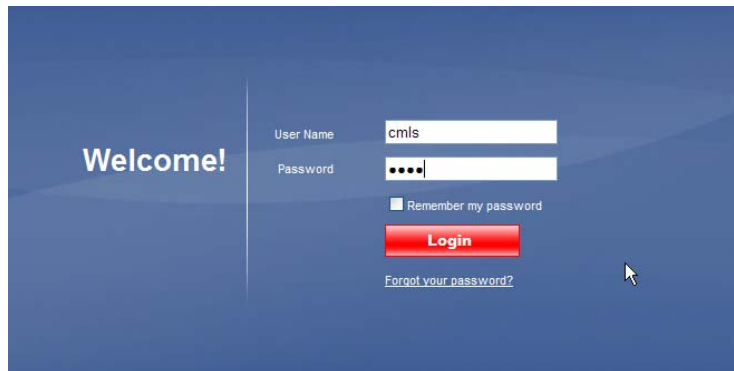 Welcome!
User Name
cmls
Password
••••
Remember my password
Login
Forgot your password?